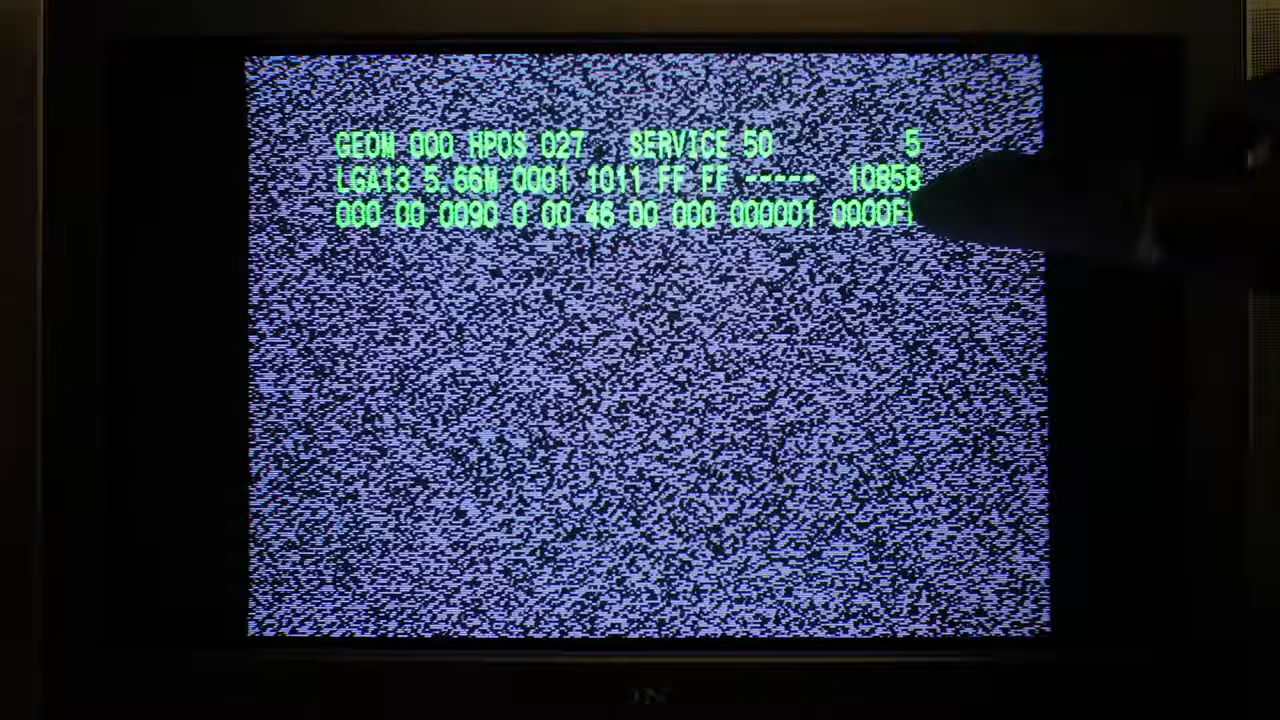 GEOM 000 HPOS 027 SERVICE 50 5
LGA13 5.66M 0001 1011 FF FF ----- 10858
000 00 0090 0 00 46 00 000 000001